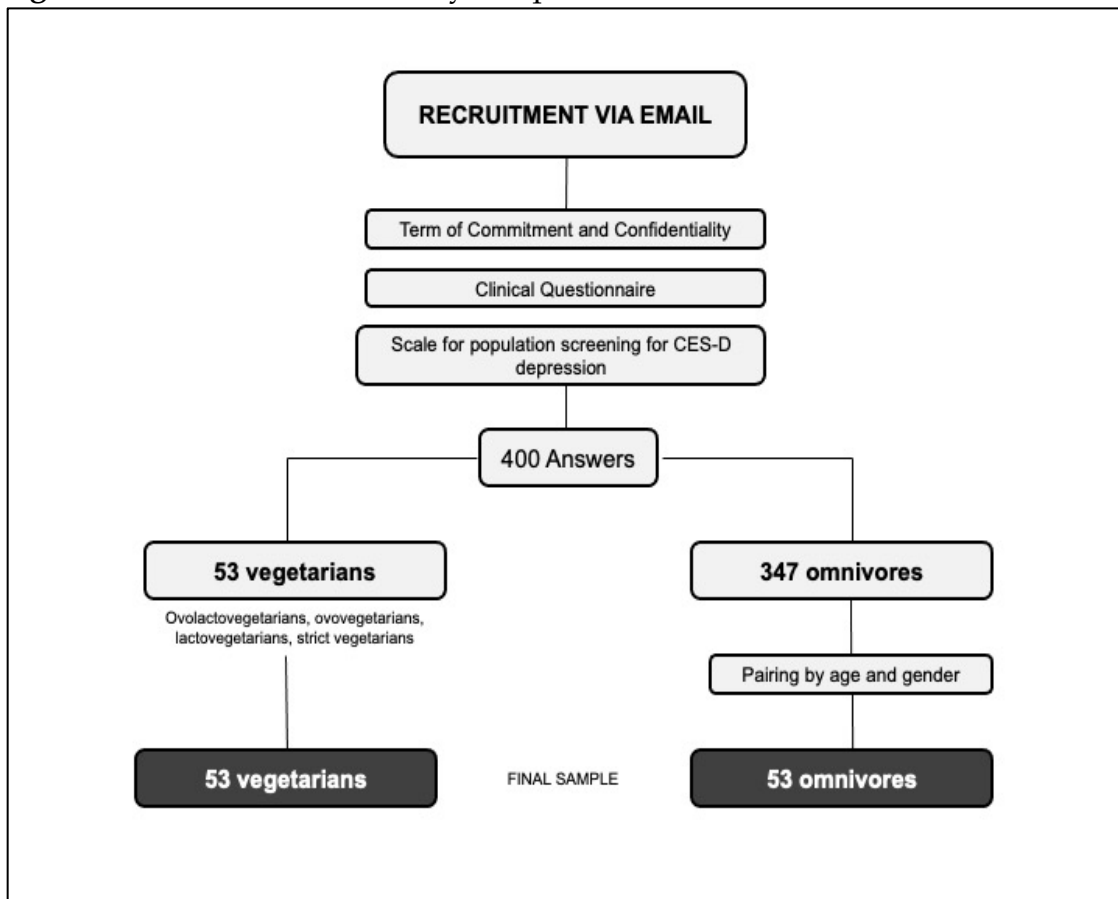 RECRUITMENT VIA EMAIL
Term of Commitment and Confidentiality
Clinical Questionnaire
Scale for population screening for CES-D
depression
400 Answers
53 vegetarians
347 omnivores
Ovolactovegetarians, ovovegetarians,
lactovegetarians, strict vegetarians
Pairing by age and gender
53 vegetarians
FINAL SAMPLE
53 omnivores